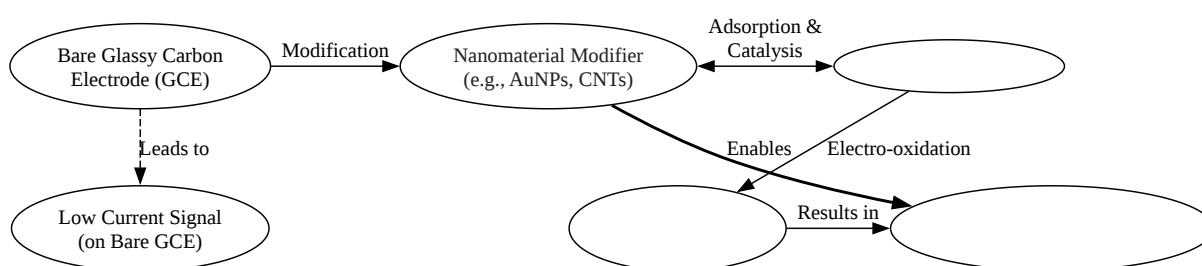 Bare Glassy Carbon
Electrode (GCE)
Modification
Nanomaterial Modifier
(e.g., AuNPs, CNTs)
Adsorption &
Catalysis
Leads to
Enables
Electro-oxidation
Low Current Signal
(on Bare GCE)
Results in